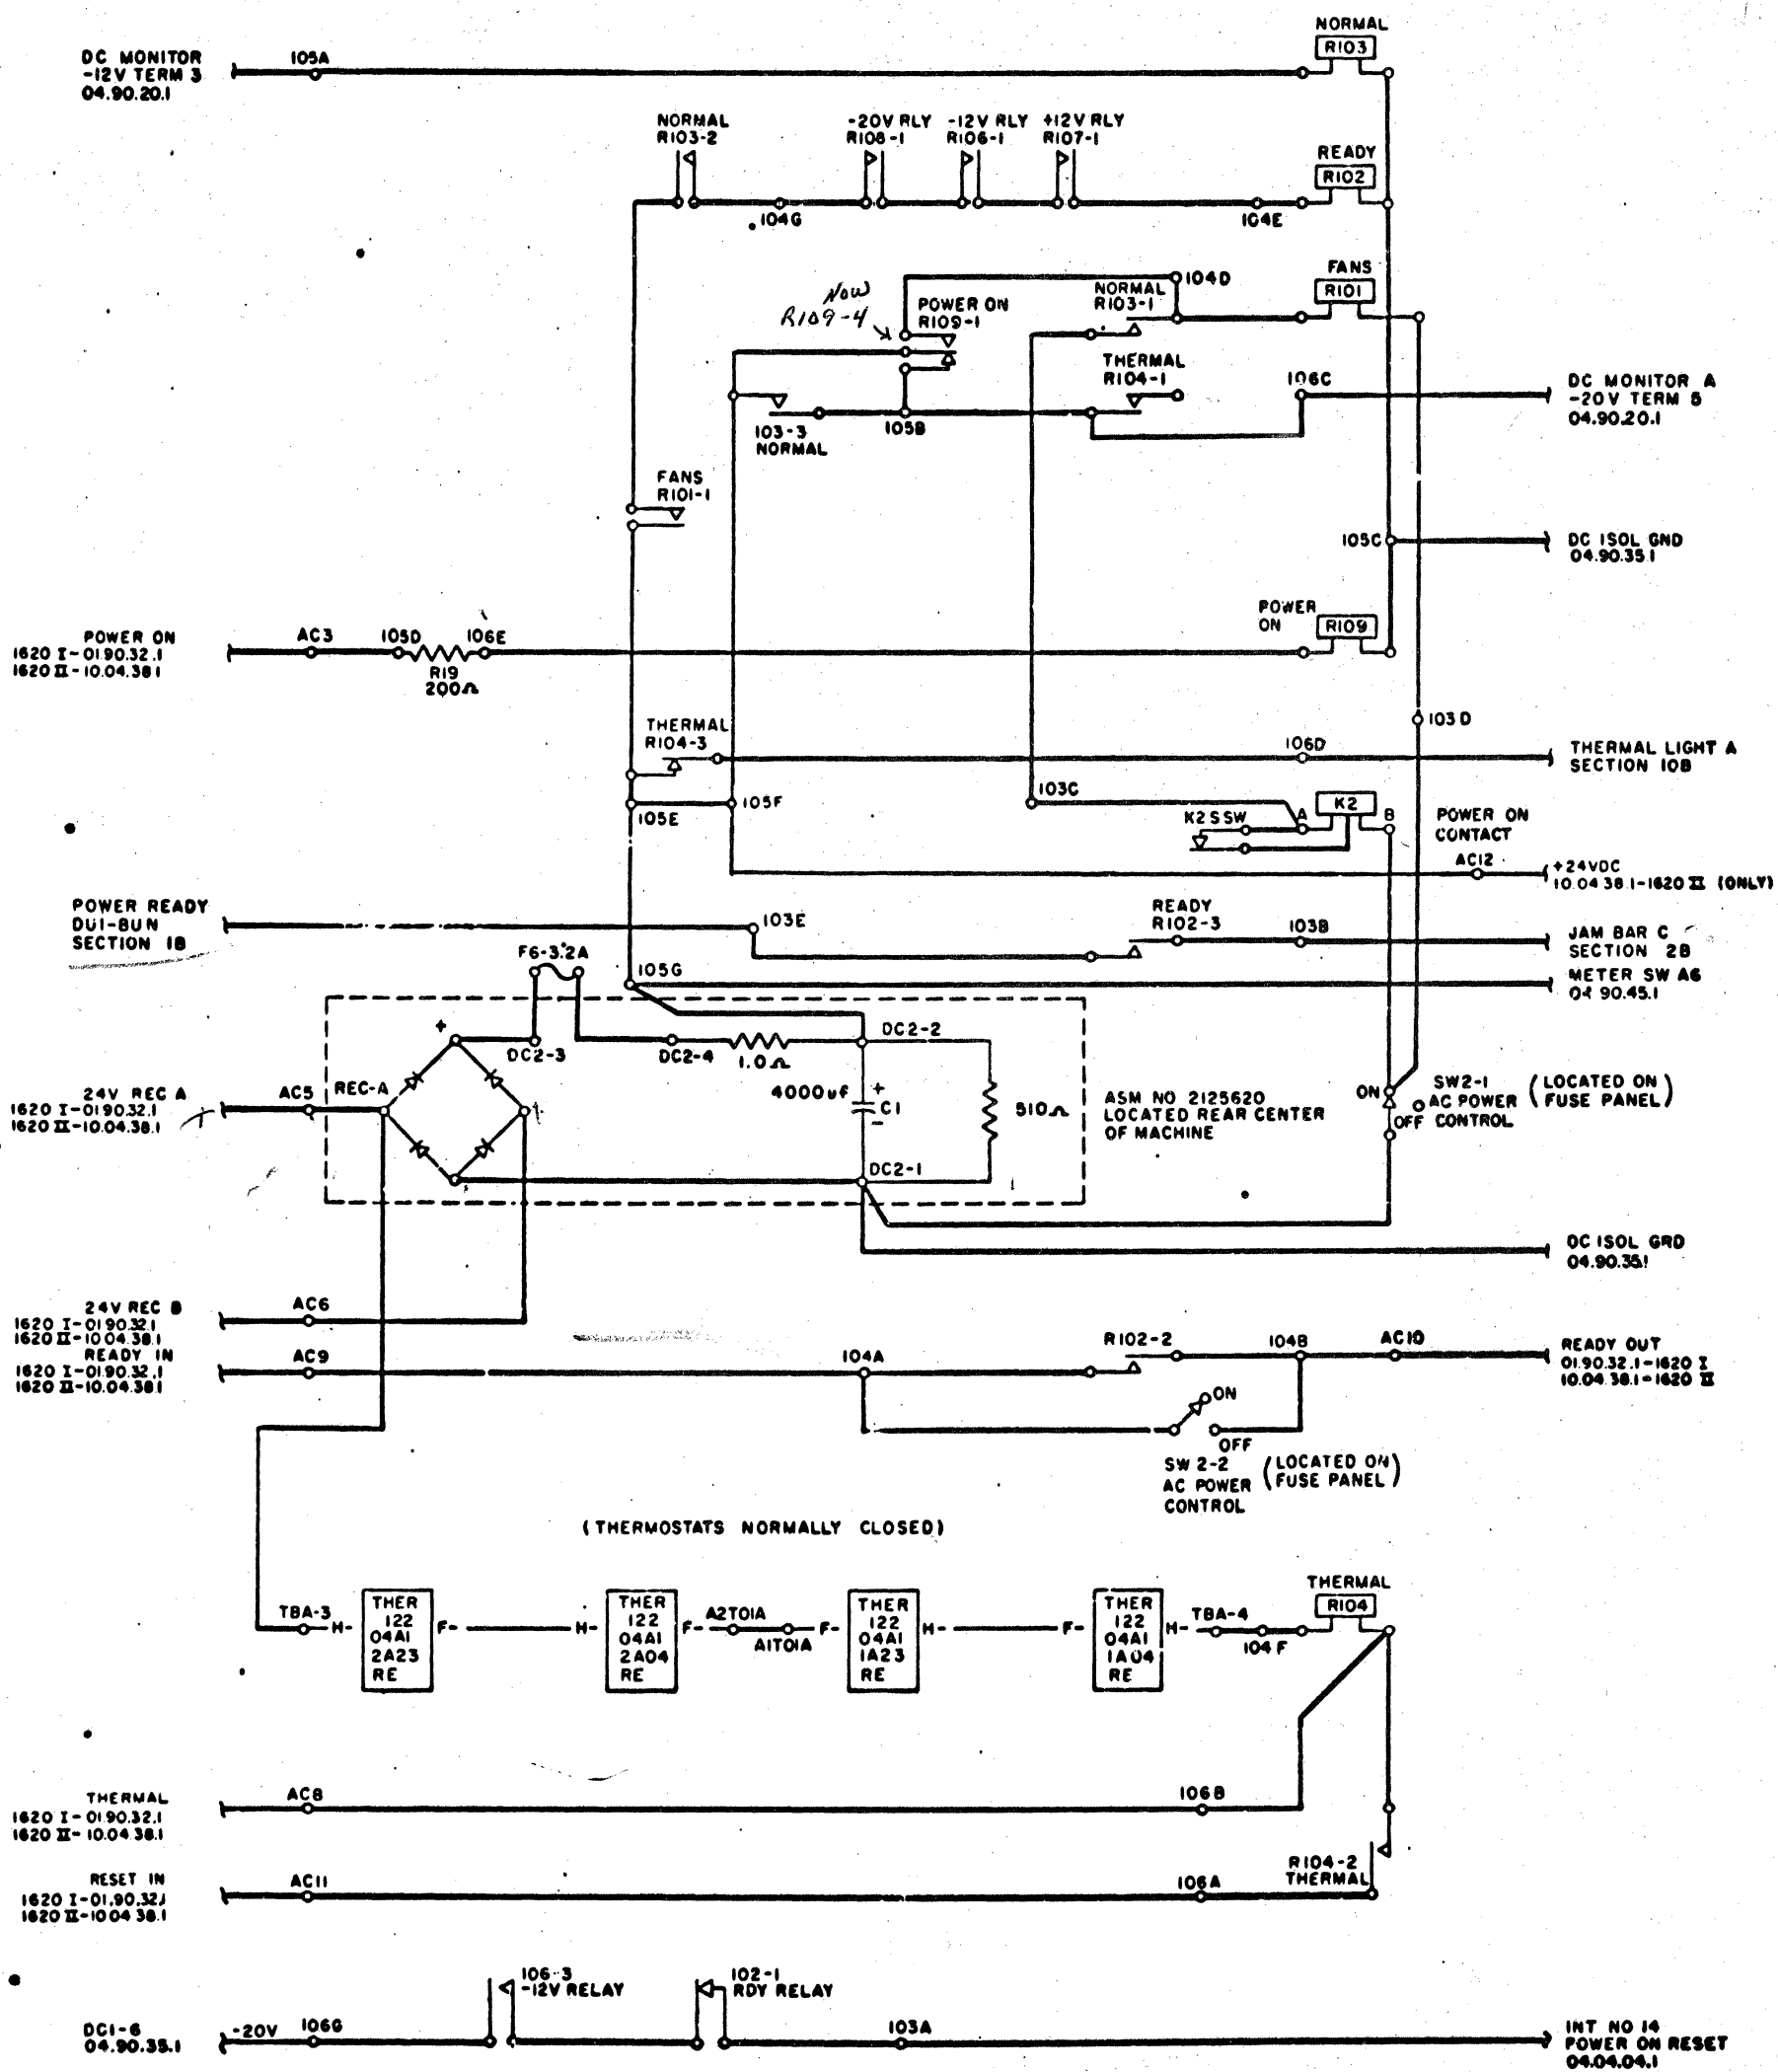 NORMAL
R103
DC MONITOR
-12V TERM 3
04.90.20.1
105A
NORMAL
R103-2
-20V RLY
R108-1
-12V RLY
R106-1
+12V RLY
R107-1
READY
R102
104G
104E
FANS
R101
104D
NORMAL
R103-1
Now
R109-4
POWER ON
R109-1
THERMAL
R104-1
106C
DC MONITOR A
-20V TERM 5
04.90.20.1
103-3
NORMAL
105B
FANS
R101-1
105C
DC ISOL GND
04.90.35.1
POWER ON
1620 I-01.90.32.1
1620 II-10.04.38.1
AC3
105D
106E
R19
200Ω
POWER
ON
R109
103D
THERMAL
R104-3
106D
THERMAL LIGHT A
SECTION 10B
105E
105F
103C
K2
K2 SSW
A
B
POWER ON
CONTACT
AC12
+24VDC
10.04.38.1-1620 II (ONLY)
POWER READY
DU1-8UN
SECTION 1B
103E
READY
R102-3
103B
JAM BAR C
SECTION 2B
F6-3.2A
105G
METER SW A6
04.90.45.1
+
DC2-3
DC2-4
1.0Ω
DC2-2
24V REC A
1620 I-01.90.32.1
1620 II-10.04.38.1
AC5
REC-A
4000uf
+
C1
-
510Ω
ASM NO 2125620
LOCATED REAR CENTER
OF MACHINE
ON
OFF
SW2-1
AC POWER
CONTROL
(LOCATED ON
FUSE PANEL)
DC2-1
DC ISOL GRD
04.90.35.1
24V REC B
1620 I-01.90.32.1
1620 II-10.04.38.1
AC6
READY IN
1620 I-01.90.32.1
1620 II-10.04.38.1
AC9
104A
R102-2
104B
AC10
READY OUT
01.90.32.1-1620 I
10.04.38.1-1620 II
ON
OFF
SW 2-2
AC POWER
CONTROL
(LOCATED ON
FUSE PANEL)
(THERMOSTATS NORMALLY CLOSED)
TBA-3
H-
THER
122
04A1
2A23
RE
F-
H-
THER
122
04A1
2A04
RE
F-
A2T01A
A1T01A
F-
THER
122
04A1
1A23
RE
H-
F-
THER
122
04A1
1A04
RE
H-
TBA-4
104F
THERMAL
R104
THERMAL
1620 I-01.90.32.1
1620 II-10.04.38.1
AC8
106B
RESET IN
1620 I-01.90.32.1
1620 II-10.04.38.1
AC11
106A
R104-2
THERMAL
106-3
-12V RELAY
102-1
RDY RELAY
DC1-6
04.90.35.1
-20V
106G
103A
INT NO 14
POWER ON RESET
04.04.04.1